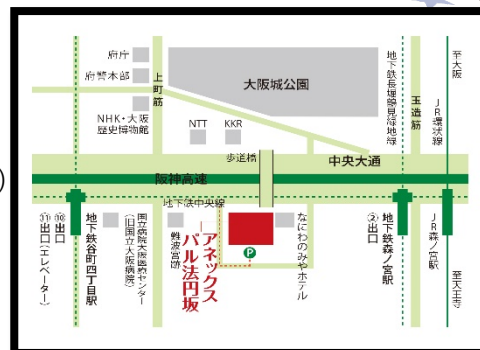 府庁
府警本部
NHK・大阪
歴史博物館
上町筋
大阪城公園
NTT
KKR
歩道橋
地下鉄長堀鶴見緑地線
玉造筋
JR環状線
至大阪
中央大通
阪神高速
地下鉄中央線
⑪出口(エレベーター)
⑩出口
地下鉄谷町四丁目駅
国立病院大阪医療センター
(旧国立大阪病院)
難波宮跡
アネックス
パル法円坂
P
なにわのみやホテル
②出口
地下鉄森ノ宮駅
JR森ノ宮駅
至天王寺
)